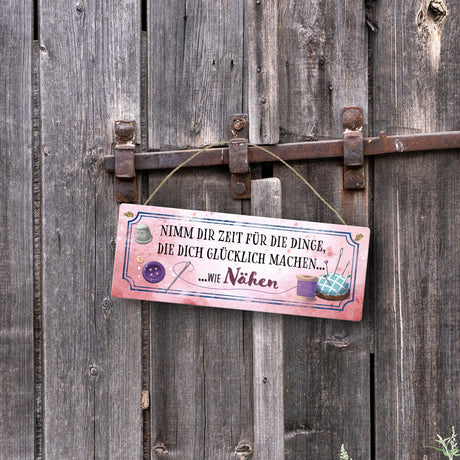 NIMM DIR ZEIT FÜR DIE DINGE,
DIE DICH GLÜCKLICH MACHEN...
...WIE Nähen